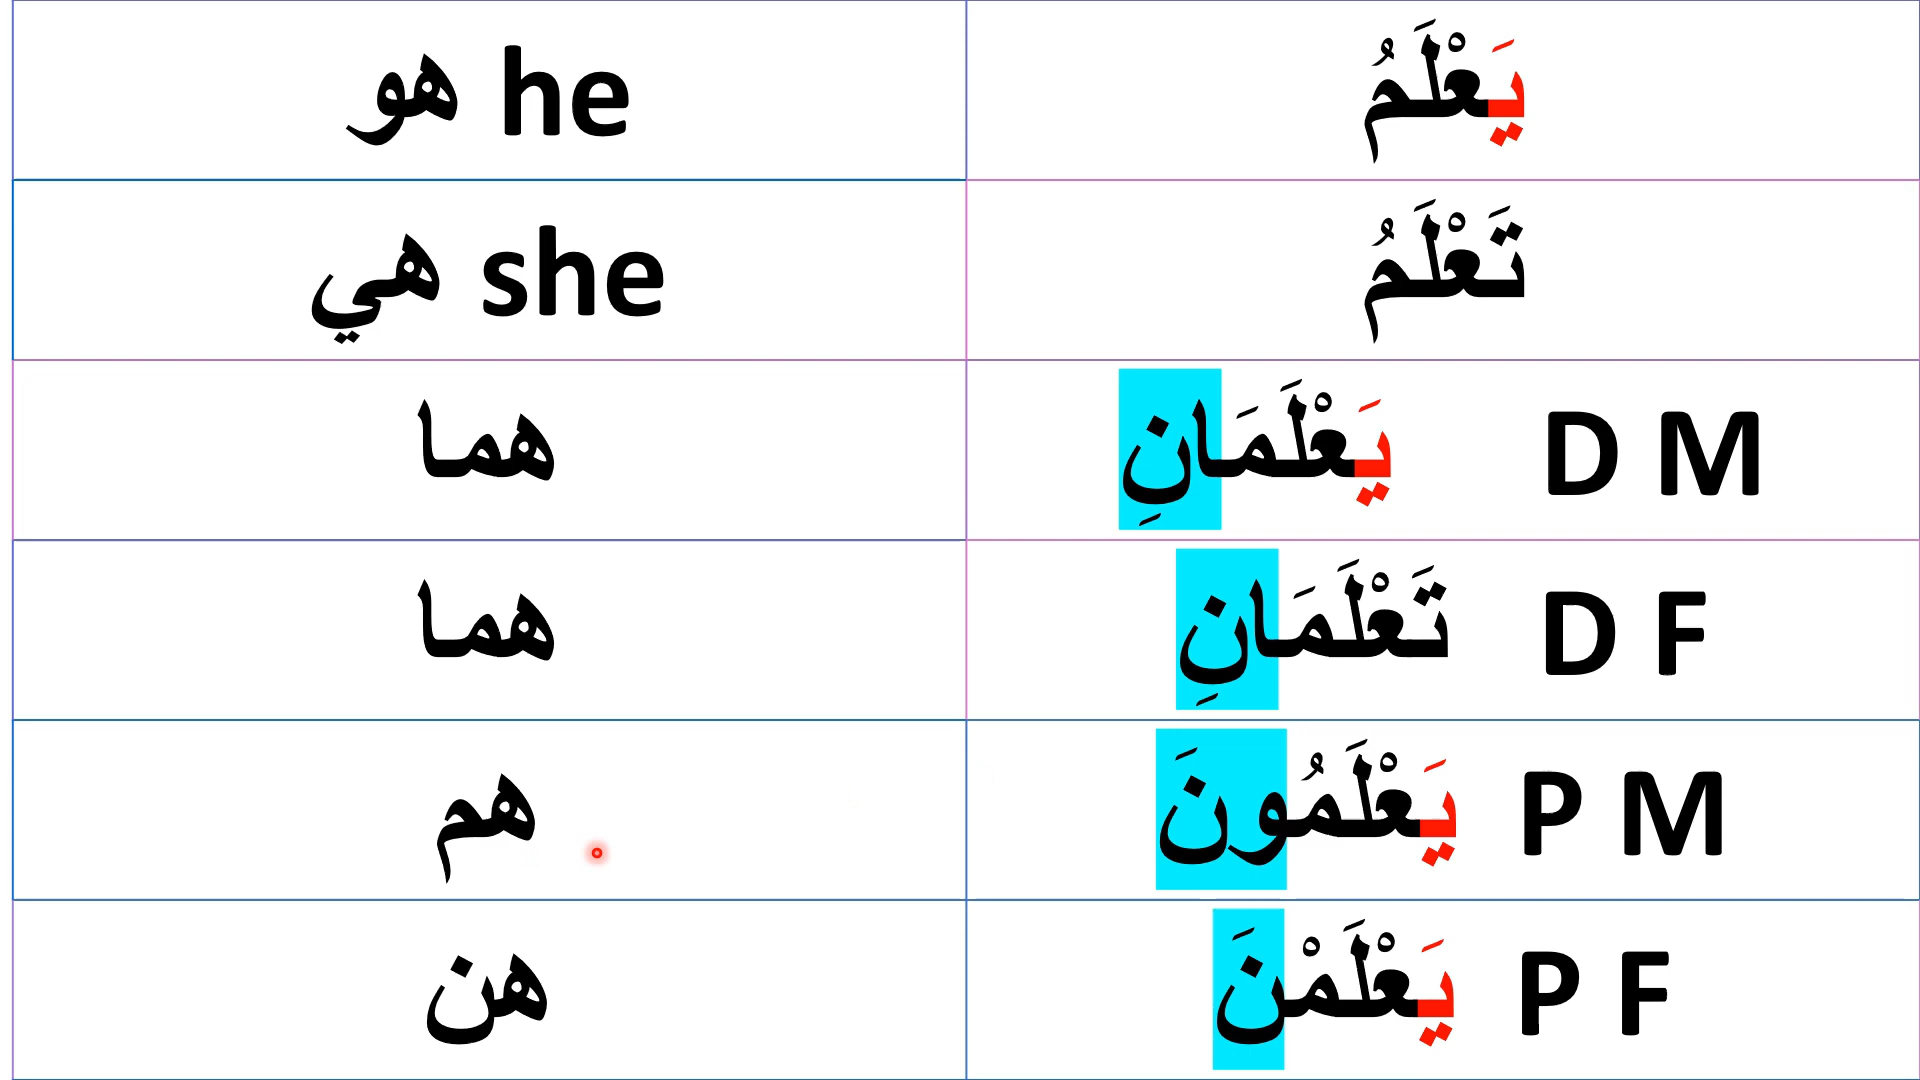 هو he يَعْلَمُ
هي she تَعْلَمُ
هما يَعْلَمَانِ D M
هما تَعْلَمَانِ D F
هم يَعْلَمُونَ P M
هن يَعْلَمْنَ P F